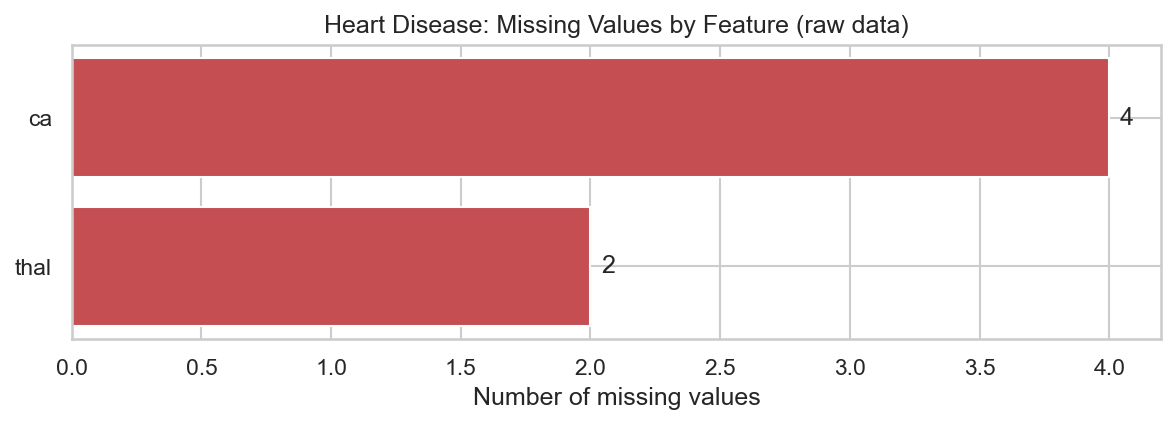 Heart Disease: Missing Values by Feature (raw data)
ca
4
thal
2
0.0 0.5 1.0 1.5 2.0 2.5 3.0 3.5 4.0
Number of missing values